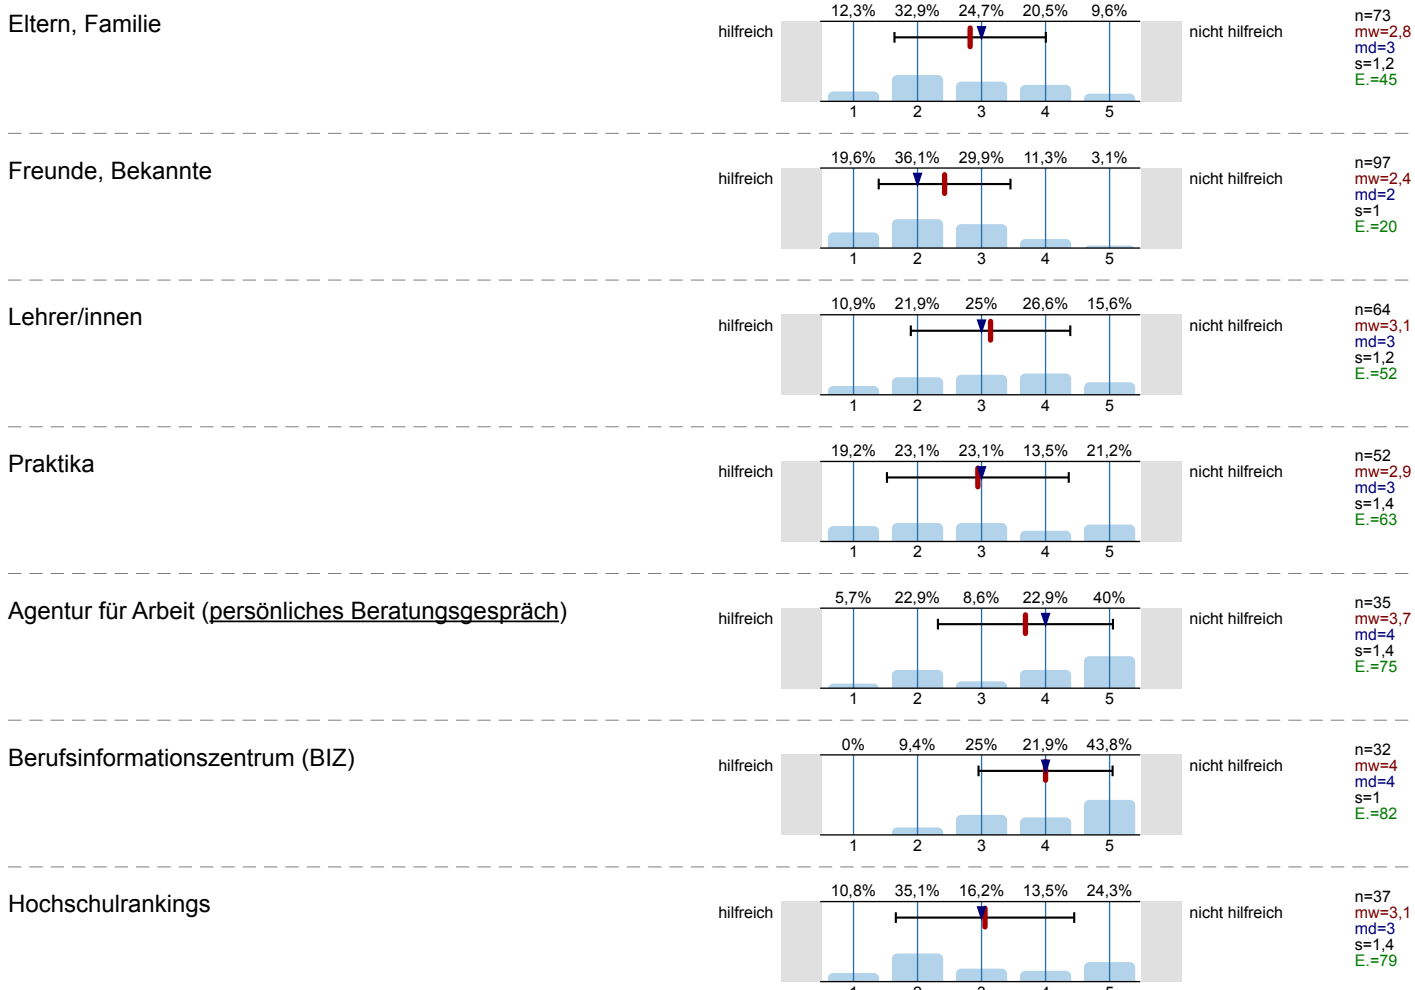 Eltern, Familie
12,3% 32,9% 24,7% 20,5% 9,6%
hilfreich
nicht hilfreich
n=73
mw=2,8
md=3
s=1,2
E.=45
1 2 3 4 5
Freunde, Bekannte
19,6% 36,1% 29,9% 11,3% 3,1%
hilfreich
nicht hilfreich
n=97
mw=2,4
md=2
s=1
E.=20
1 2 3 4 5
Lehrer/innen
10,9% 21,9% 25% 26,6% 15,6%
hilfreich
nicht hilfreich
n=64
mw=3,1
md=3
s=1,2
E.=52
1 2 3 4 5
Praktika
19,2% 23,1% 23,1% 13,5% 21,2%
hilfreich
nicht hilfreich
n=52
mw=2,9
md=3
s=1,4
E.=63
1 2 3 4 5
Agentur für Arbeit (persönliches Beratungsgespräch)
5,7% 22,9% 8,6% 22,9% 40%
hilfreich
nicht hilfreich
n=35
mw=3,7
md=4
s=1,4
E.=75
1 2 3 4 5
Berufsinformationszentrum (BIZ)
0% 9,4% 25% 21,9% 43,8%
hilfreich
nicht hilfreich
n=32
mw=4
md=4
s=1
E.=82
1 2 3 4 5
Hochschulrankings
10,8% 35,1% 16,2% 13,5% 24,3%
hilfreich
nicht hilfreich
n=37
mw=3,1
md=3
s=1,4
E.=79